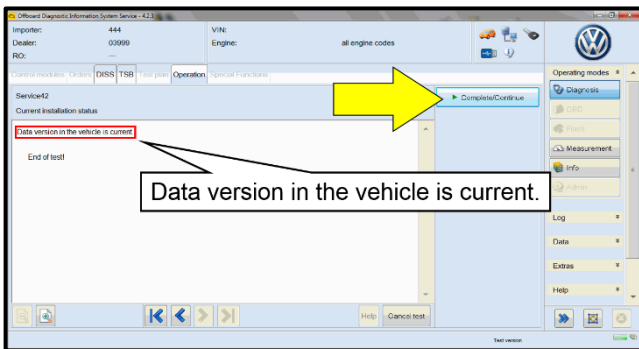 Offboard Diagnostic Information System Service - 4.2.3
Importer: 444 VIN:
Dealer: 03999 Engine: all engine codes
RO: ---
Control modules Orders DISS TSB Test plan Operation Special Functions
Operating modes
Service42
Complete/Continue
Diagnosis
Current installation status
OBD
Data version in the vehicle is current.
Flash
End of test!
Measurement
Info
Data version in the vehicle is current.
Admin
Log
Data
Extras
Help
Help Cancel test
Test version